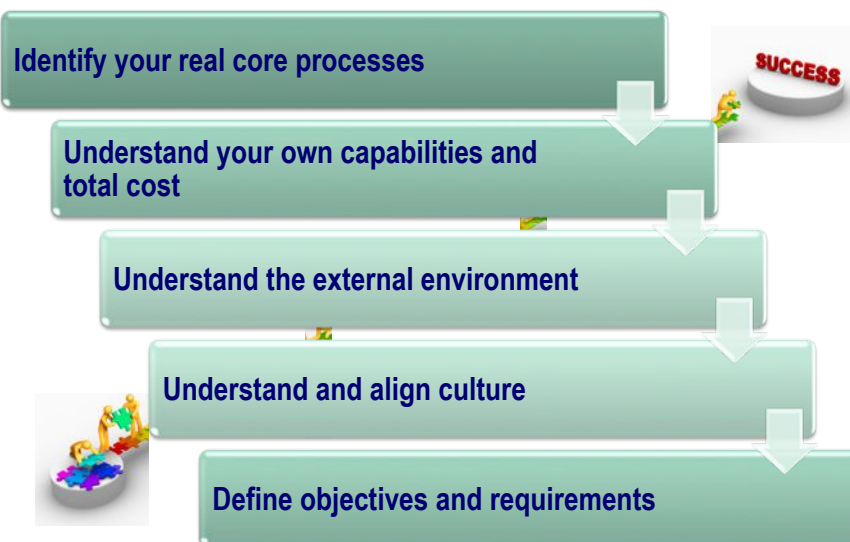 Identify your real core processes
SUCCESS
Understand your own capabilities and
total cost
Understand the external environment
Understand and align culture
Define objectives and requirements